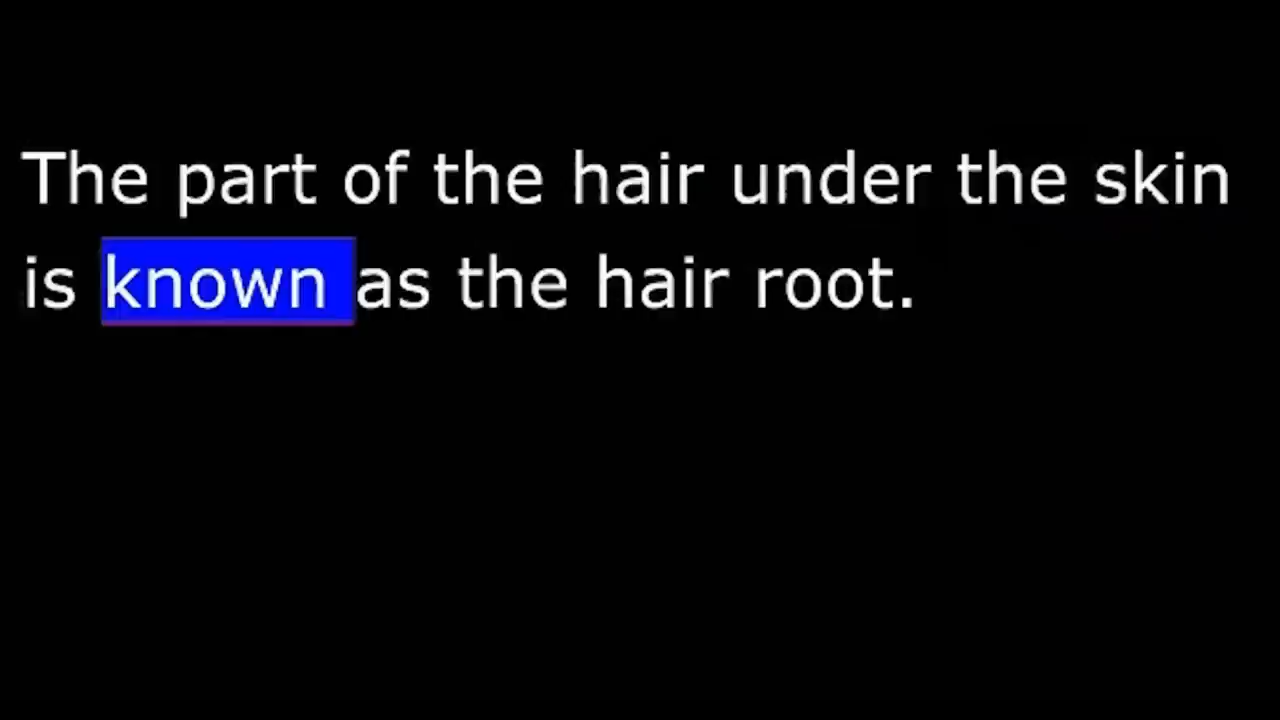 The part of the hair under the skin
is known as the hair root.